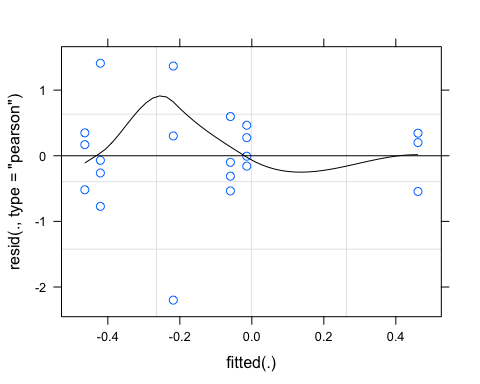 resid(., type = "pearson")
1
0
-1
-2
-0.4 -0.2 0.0 0.2 0.4
fitted(.)